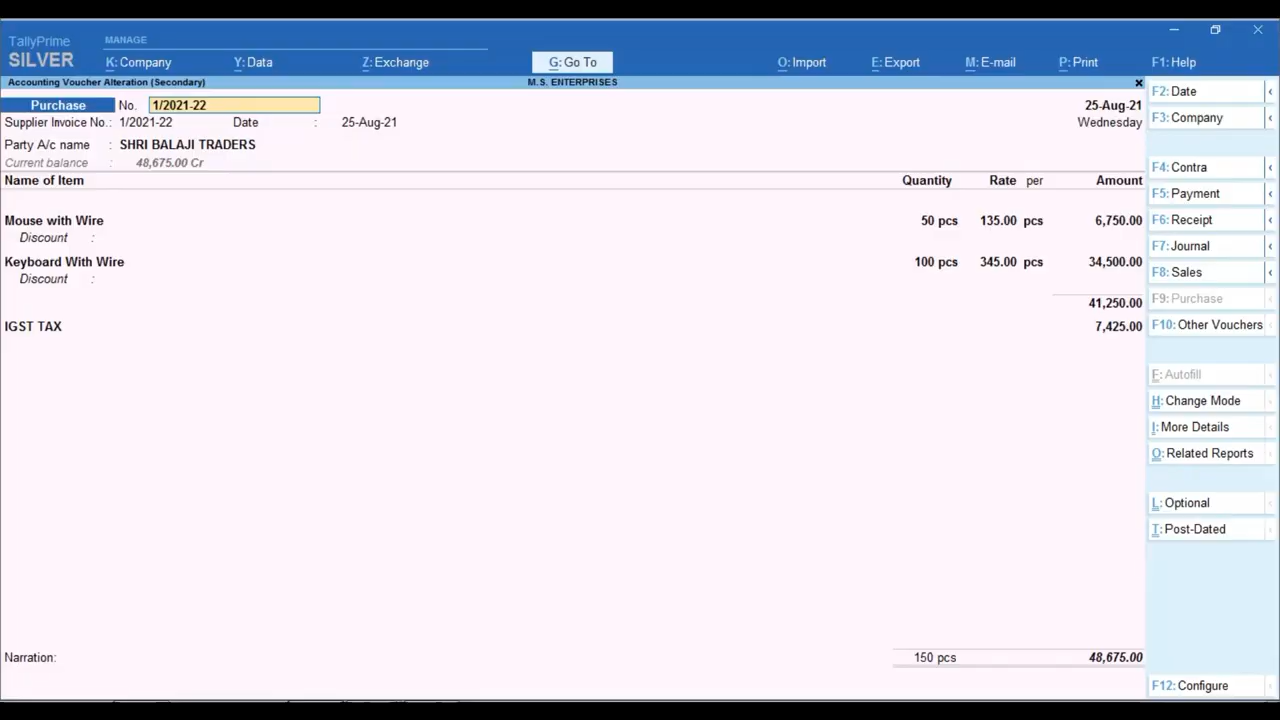 TallyPrime
SILVER
MANAGE
K: Company Y: Data Z: Exchange G: Go To O: Import E: Export M: E-mail P: Print F1: Help
Accounting Voucher Alteration (Secondary) M.S. ENTERPRISES ×
Purchase No. 1/2021-22 25-Aug-21
Supplier Invoice No.: 1/2021-22 Date : 25-Aug-21 Wednesday
Party A/c name : SHRI BALAJI TRADERS
Current balance : 48,675.00 Cr
Name of Item Quantity Rate per Amount
Mouse with Wire 50 pcs 135.00 pcs 6,750.00
Discount :
Keyboard With Wire 100 pcs 345.00 pcs 34,500.00
Discount :
41,250.00
IGST TAX 7,425.00
Narration: 150 pcs 48,675.00
F2: Date
F3: Company
F4: Contra
F5: Payment
F6: Receipt
F7: Journal
F8: Sales
F9: Purchase
F10: Other Vouchers
F: Autofill
H: Change Mode
I: More Details
O: Related Reports
L: Optional
T: Post-Dated
F12: Configure